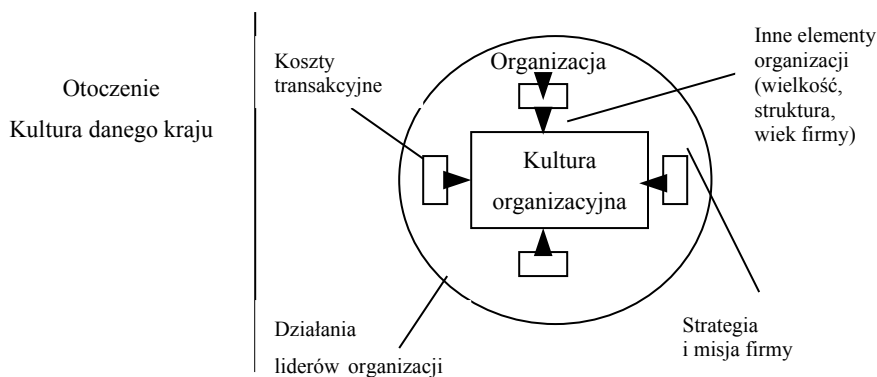 Otoczenie
Kultura danego kraju
Koszty
transakcyjne
Organizacja
Inne elementy
organizacji
(wielkość,
struktura,
wiek firmy)
Kultura
organizacyjna
Działania
liderów organizacji
Strategia
i misja firmy